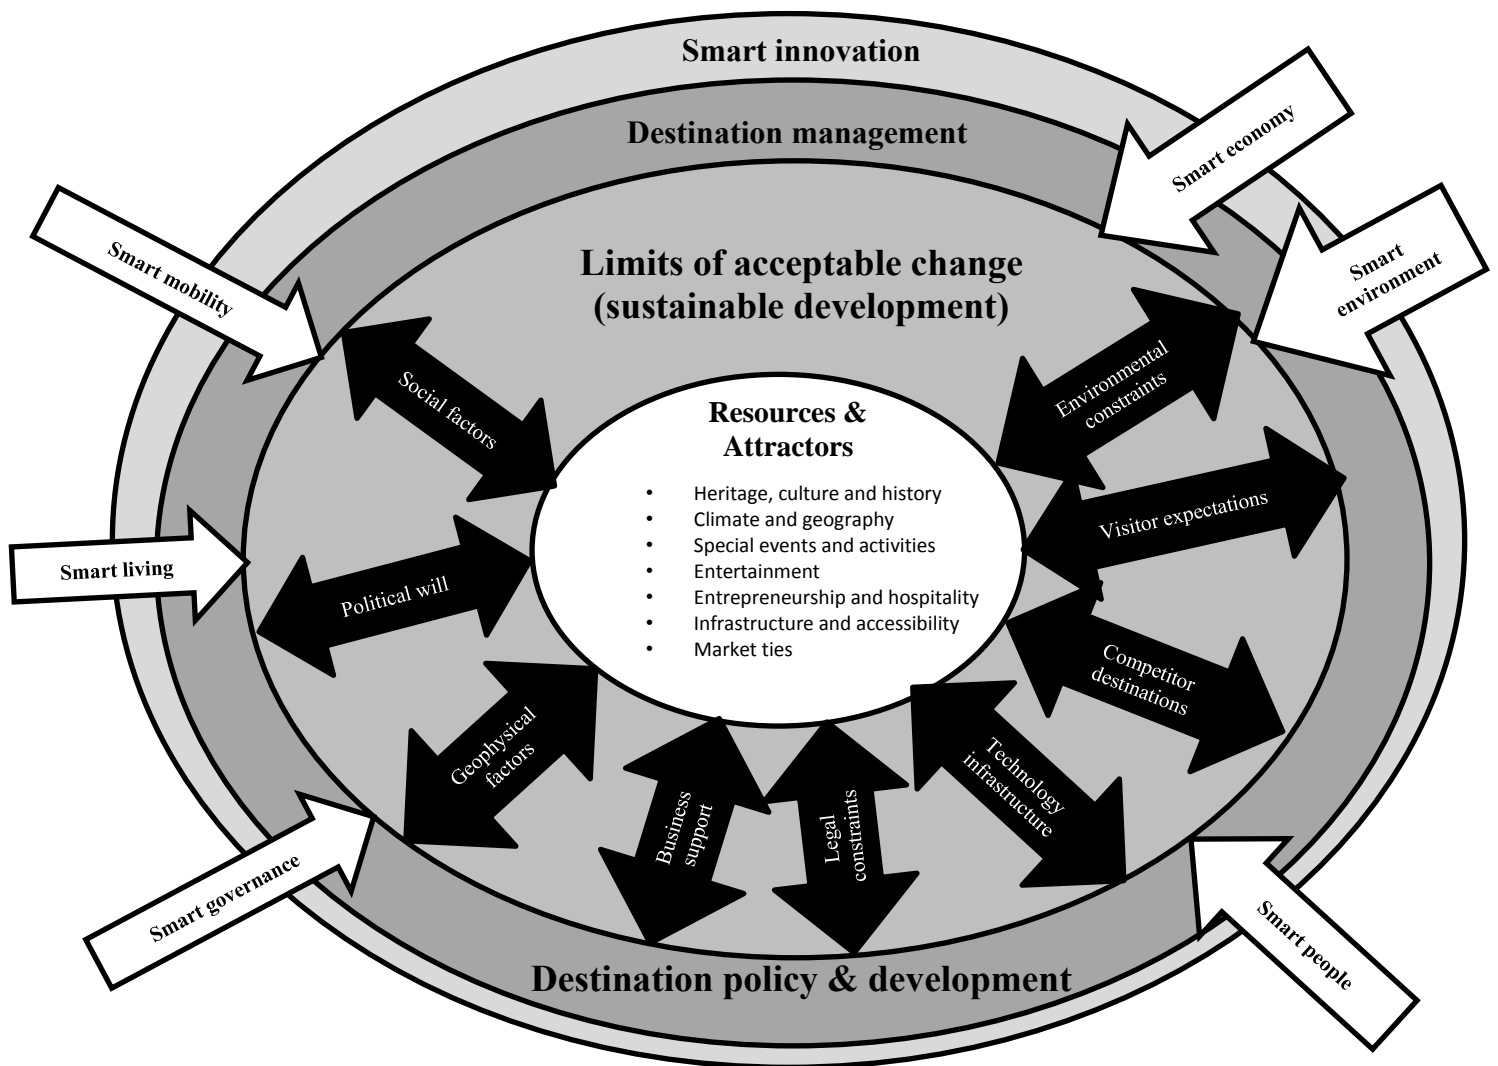 Smart innovation
Destination management
Smart economy
Smart
environment
Smart mobility
Limits of acceptable change
(sustainable development)
Social factors
Environmental
constraints
Resources &
Attractors
• Heritage, culture and history
• Climate and geography
• Special events and activities
• Entertainment
• Entrepreneurship and hospitality
• Infrastructure and accessibility
• Market ties
Visitor expectations
Smart living
Political will
Competitor
destinations
Geophysical
factors
Business
support
Legal
constraints
Technology
infrastructure
Smart governance
Smart people
Destination policy & development